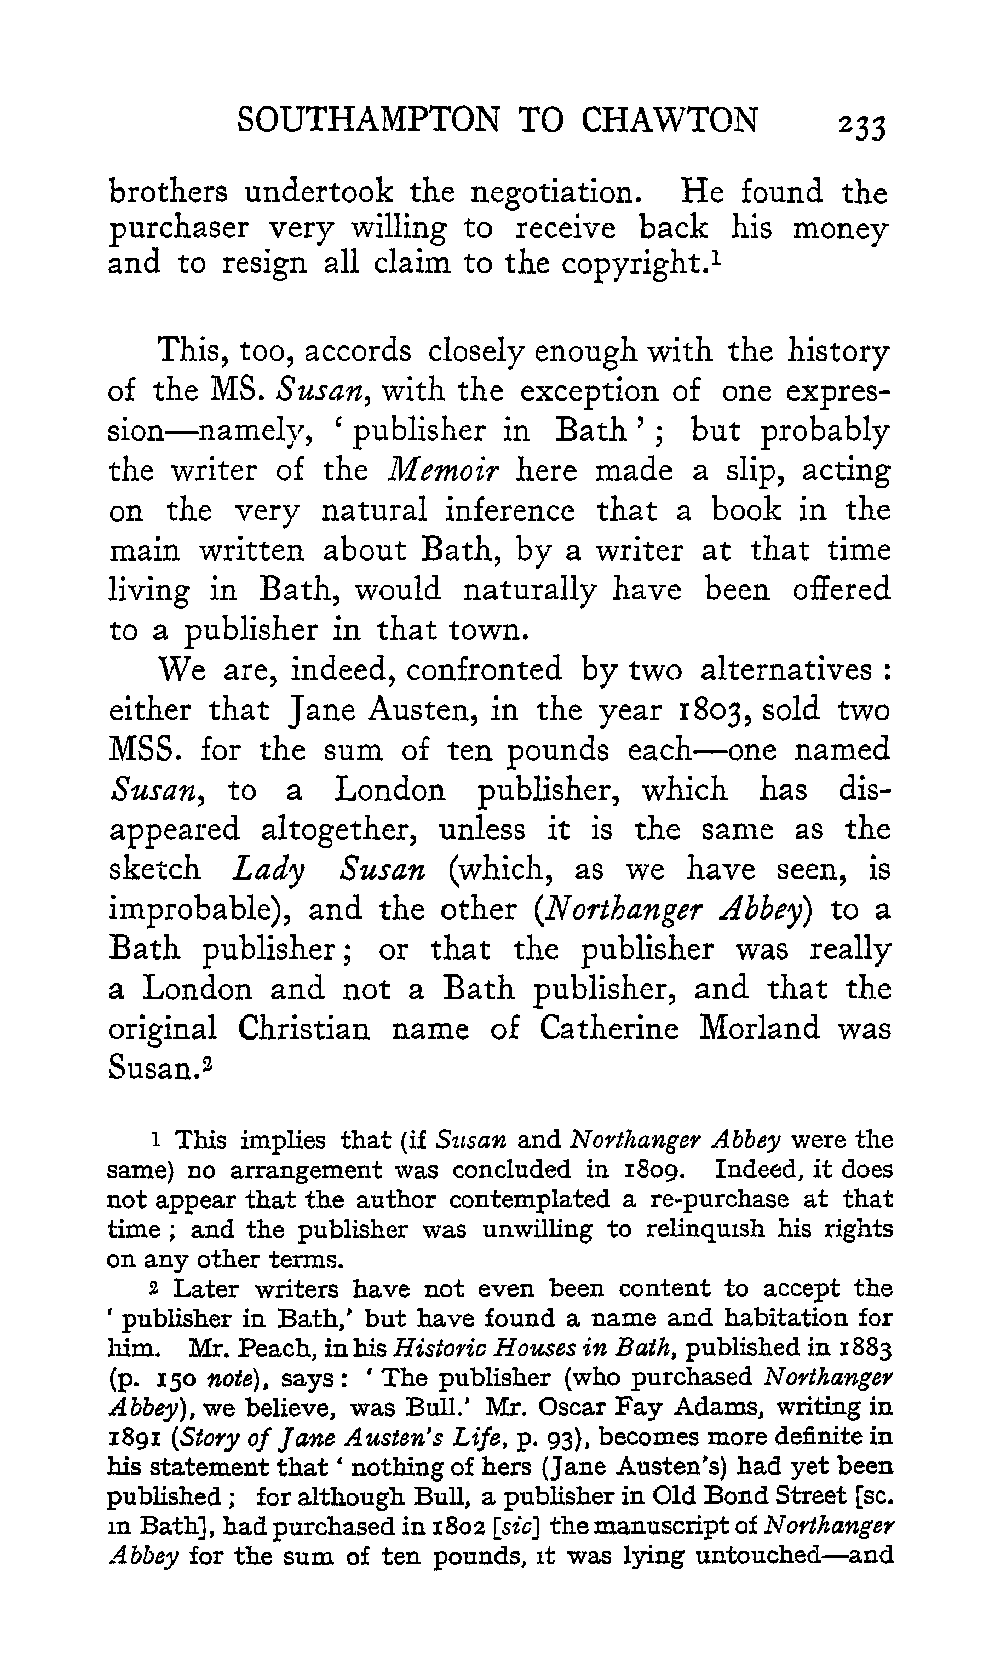 SOUTHAMPTON TO CHAWTON 233
brothers undertook the negotiation. He found the
purchaser very willing to receive back his money
and to resign all claim to the copyright.¹
This, too, accords closely enough with the history
of the MS. Susan, with the exception of one expres-
sion—namely, ‘ publisher in Bath ’ ; but probably
the writer of the Memoir here made a slip, acting
on the very natural inference that a book in the
main written about Bath, by a writer at that time
living in Bath, would naturally have been offered
to a publisher in that town.
We are, indeed, confronted by two alternatives :
either that Jane Austen, in the year 1803, sold two
MSS. for the sum of ten pounds each—one named
Susan, to a London publisher, which has dis-
appeared altogether, unless it is the same as the
sketch Lady Susan (which, as we have seen, is
improbable), and the other (Northanger Abbey) to a
Bath publisher ; or that the publisher was really
a London and not a Bath publisher, and that the
original Christian name of Catherine Morland was
Susan.²
¹ This implies that (if Susan and Northanger Abbey were the
same) no arrangement was concluded in 1809. Indeed, it does
not appear that the author contemplated a re-purchase at that
time ; and the publisher was unwilling to relinquish his rights
on any other terms.
² Later writers have not even been content to accept the
‘ publisher in Bath,’ but have found a name and habitation for
him. Mr. Peach, in his Historic Houses in Bath, published in 1883
(p. 150 note), says : ‘ The publisher (who purchased Northanger
Abbey), we believe, was Bull.’ Mr. Oscar Fay Adams, writing in
1891 (Story of Jane Austen's Life, p. 93), becomes more definite in
his statement that ‘ nothing of hers (Jane Austen's) had yet been
published ; for although Bull, a publisher in Old Bond Street [sc.
in Bath], had purchased in 1802 [sic] the manuscript of Northanger
Abbey for the sum of ten pounds, it was lying untouched—and